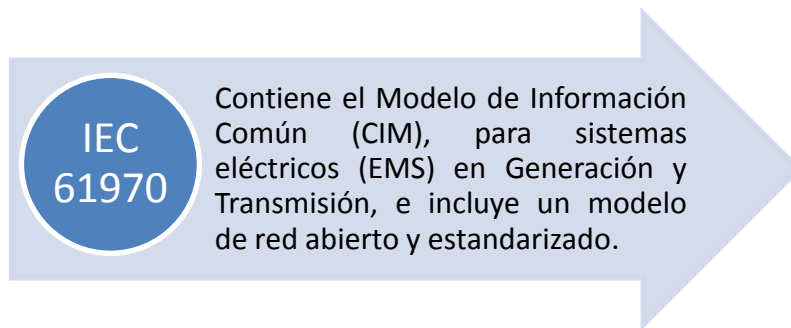 IEC
61970
Contiene el Modelo de Información
Común (CIM), para sistemas
eléctricos (EMS) en Generación y
Transmisión, e incluye un modelo
de red abierto y estandarizado.